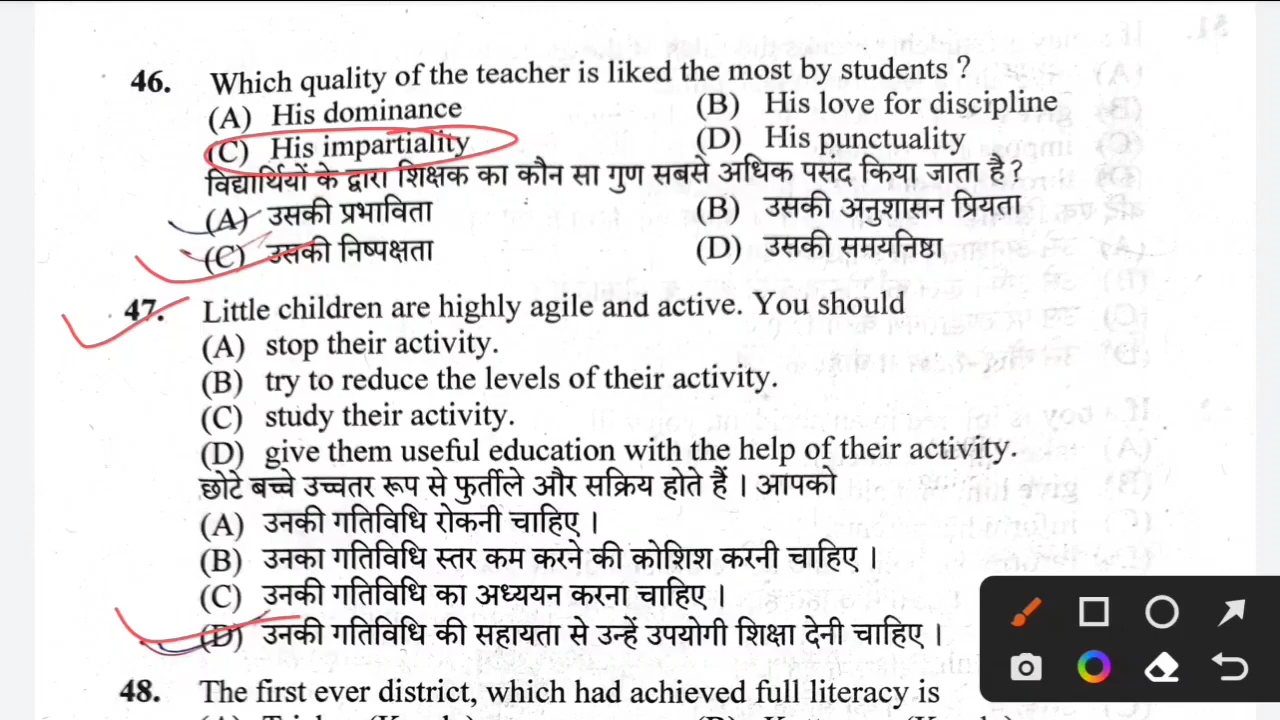 46. Which quality of the teacher is liked the most by students ?
(A) His dominance (B) His love for discipline
(C) His impartiality (D) His punctuality
विद्यार्थियों के द्वारा शिक्षक का कौन सा गुण सबसे अधिक पसंद किया जाता है ?
(A) उसकी प्रभाविता (B) उसकी अनुशासन प्रियता
(C) उसकी निष्पक्षता (D) उसकी समयनिष्ठा
47. Little children are highly agile and active. You should
(A) stop their activity.
(B) try to reduce the levels of their activity.
(C) study their activity.
(D) give them useful education with the help of their activity.
छोटे बच्चे उच्चतर रूप से फुर्तीले और सक्रिय होते हैं । आपको
(A) उनकी गतिविधि रोकनी चाहिए ।
(B) उनका गतिविधि स्तर कम करने की कोशिश करनी चाहिए ।
(C) उनकी गतिविधि का अध्ययन करना चाहिए ।
(D) उनकी गतिविधि की सहायता से उन्हें उपयोगी शिक्षा देनी चाहिए ।
48. The first ever district, which had achieved full literacy is